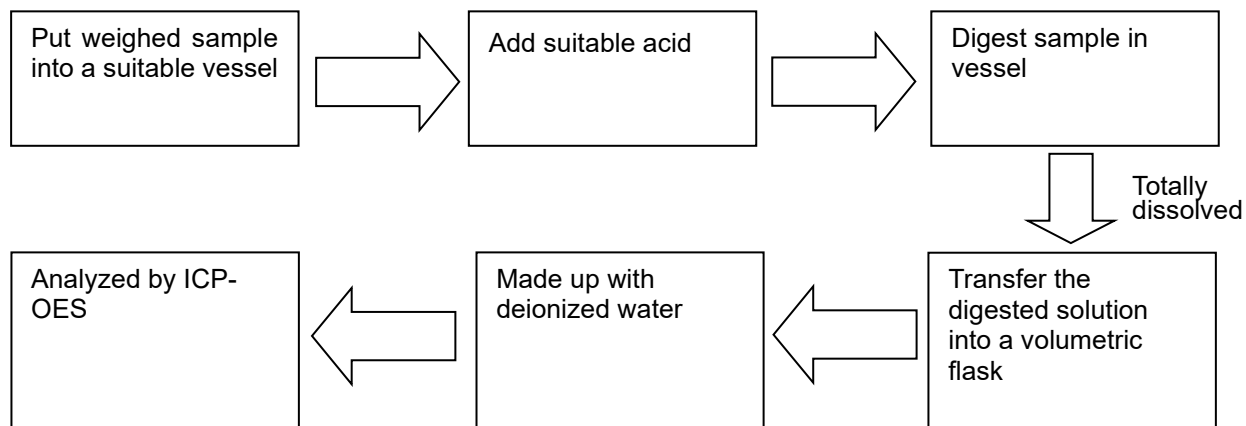 Put weighed sample
into a suitable vessel
Add suitable acid
Digest sample in
vessel
Totally
dissolved
Transfer the
digested solution
into a volumetric
flask
Made up with
deionized water
Analyzed by ICP-
OES